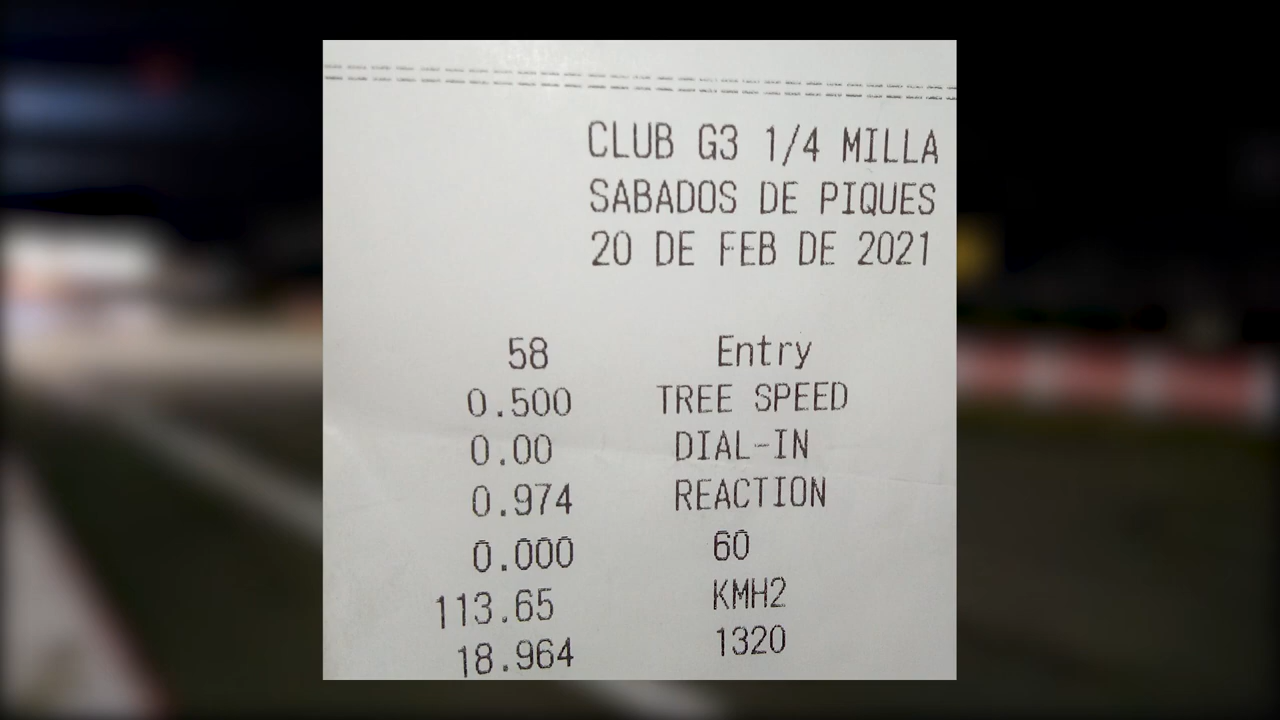 CLUB G3 1/4 MILLA
SABADOS DE PIQUES
20 DE FEB DE 2021
58 Entry
0.500 TREE SPEED
0.00 DIAL-IN
0.974 REACTION
0.000 60
113.65 KMH2
18.964 1320